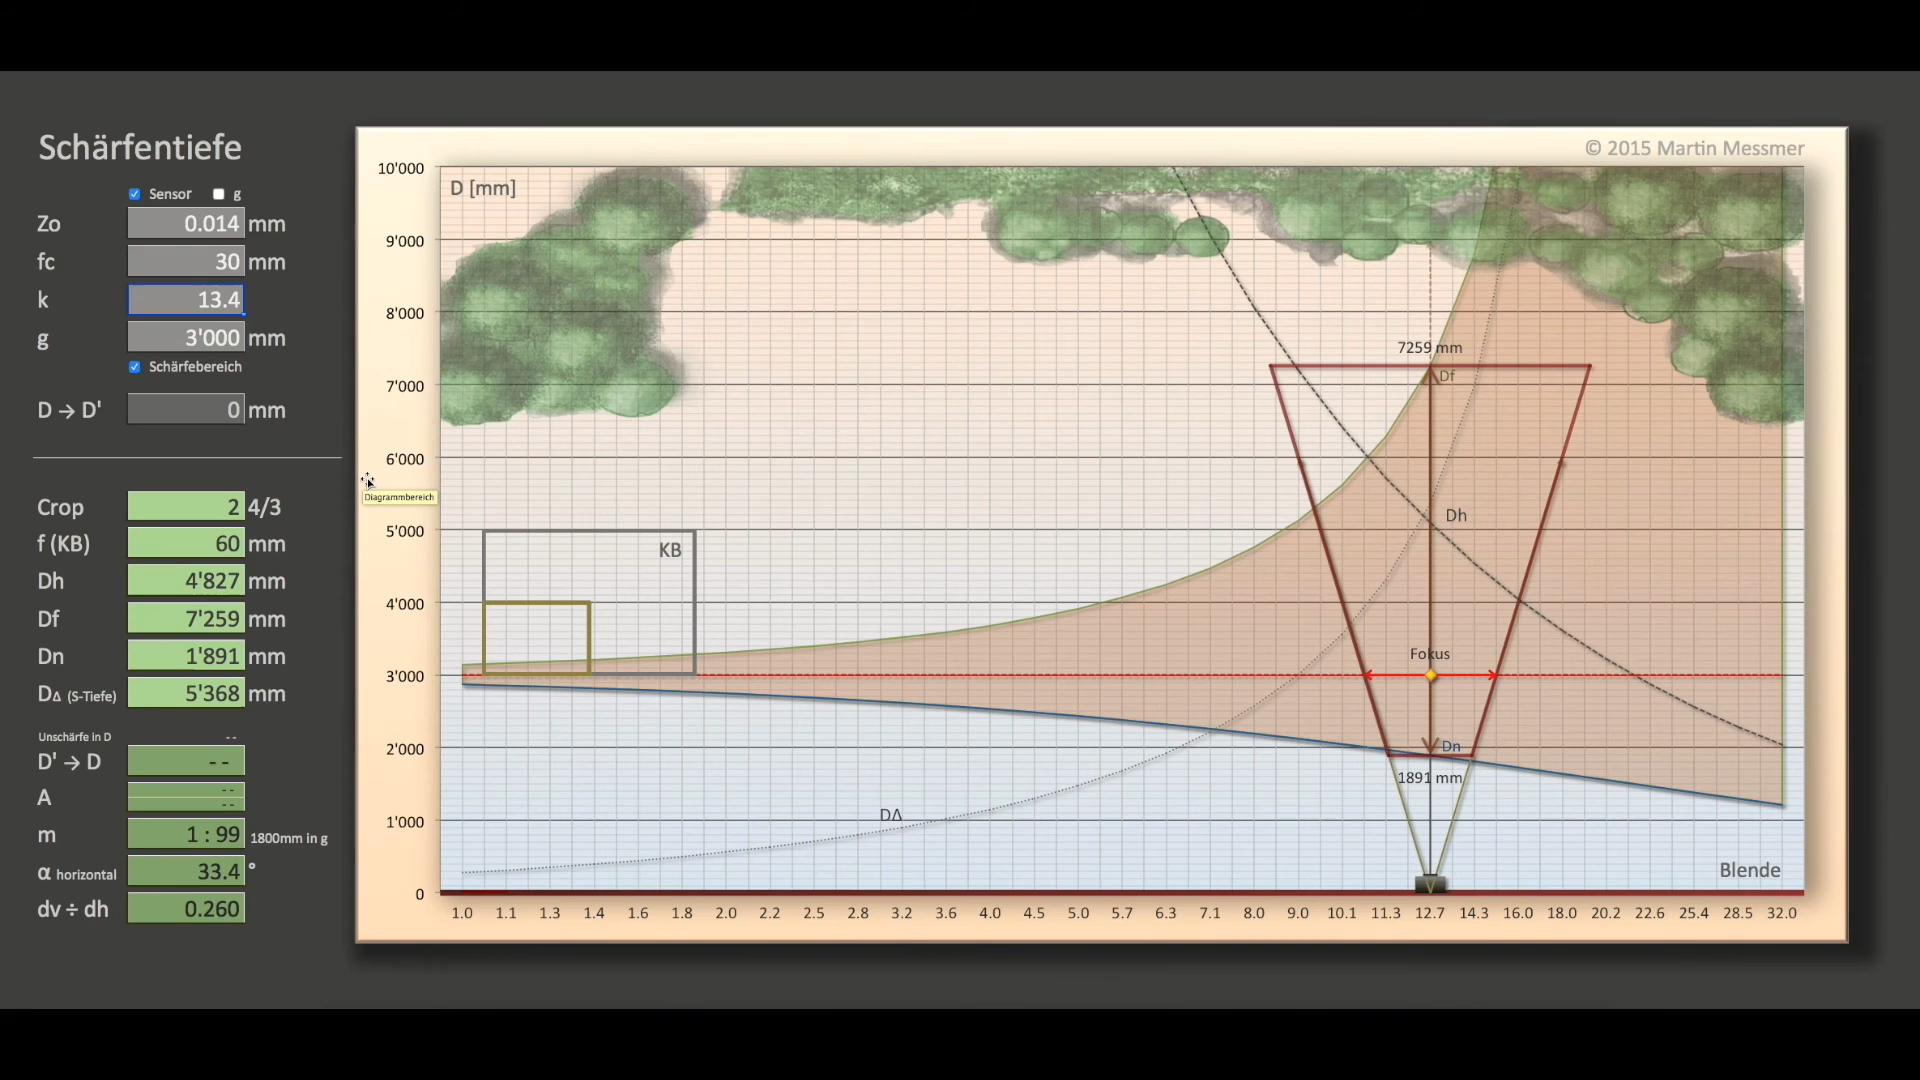 Schärfentiefe
Sensor g
Zo 0.014 mm
fc 30 mm
k 13.4
g 3'000 mm
Schärfebereich
D → D' 0 mm
Crop 2 4/3
f (KB) 60 mm
Dh 4'827 mm
Df 7'259 mm
Dn 1'891 mm
D∆ (S-Tiefe) 5'368 mm
Unschärfe in D --
D' → D --
A --
--
m 1 : 99 1800mm in g
α horizontal 33.4 °
dv ÷ dh 0.260
© 2015 Martin Messmer
D [mm]
10'000
9'000
8'000
7'000
6'000
5'000
4'000
3'000
2'000
1'000
0
Diagrammbereich
KB
7259 mm
Df
Dh
Fokus
Dn
1891 mm
DΔ
Blende
1.0 1.1 1.3 1.4 1.6 1.8 2.0 2.2 2.5 2.8 3.2 3.6 4.0 4.5 5.0 5.7 6.3 7.1 8.0 9.0 10.1 11.3 12.7 14.3 16.0 18.0 20.2 22.6 25.4 28.5 32.0